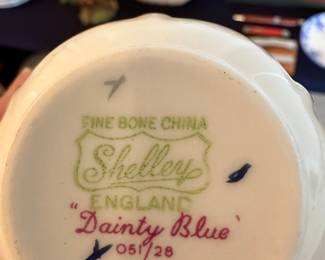 FINE BONE CHINA
Shelley
ENGLAND
"Dainty Blue"
051/28